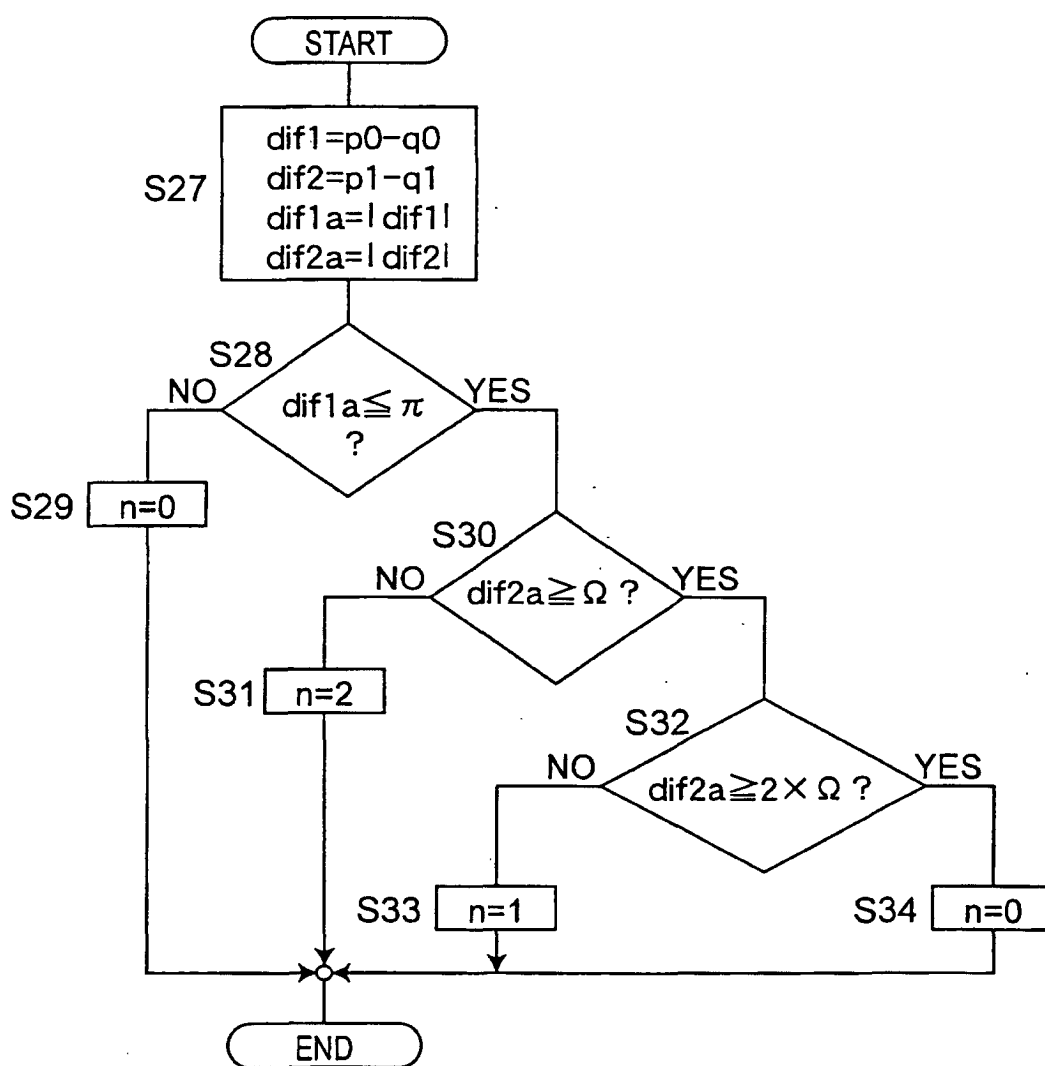 START
S27
dif1=p0-q0
dif2=p1-q1
dif1a=|dif1|
dif2a=|dif2|
S28
NO
YES
dif1a≦π
?
S29
n=0
S30
NO
YES
dif2a≧Ω ?
S31
n=2
S32
NO
YES
dif2a≧2×Ω ?
S33
n=1
S34
n=0
END